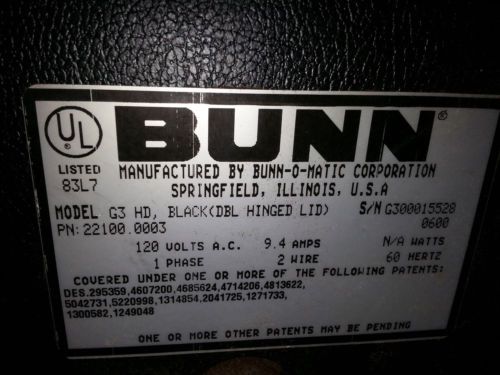 UL
BUNN®
LISTED
83L7
MANUFACTURED BY BUNN-O-MATIC CORPORATION
SPRINGFIELD, ILLINOIS, U.S.A
MODEL G3 HD, BLACK(DBL HINGED LID) S/N G300015528
PN: 22100.0003 0600
120 VOLTS A.C. 9.4 AMPS N/A WATTS
1 PHASE 2 WIRE 60 HERTZ
COVERED UNDER ONE OR MORE OF THE FOLLOWING PATENTS:
DES.295359,4607200,4685624,4714206,4813622,
5042731,5220998,1314854,2041725,1271733,
1300582,1249048
ONE OR MORE OTHER PATENTS MAY BE PENDING